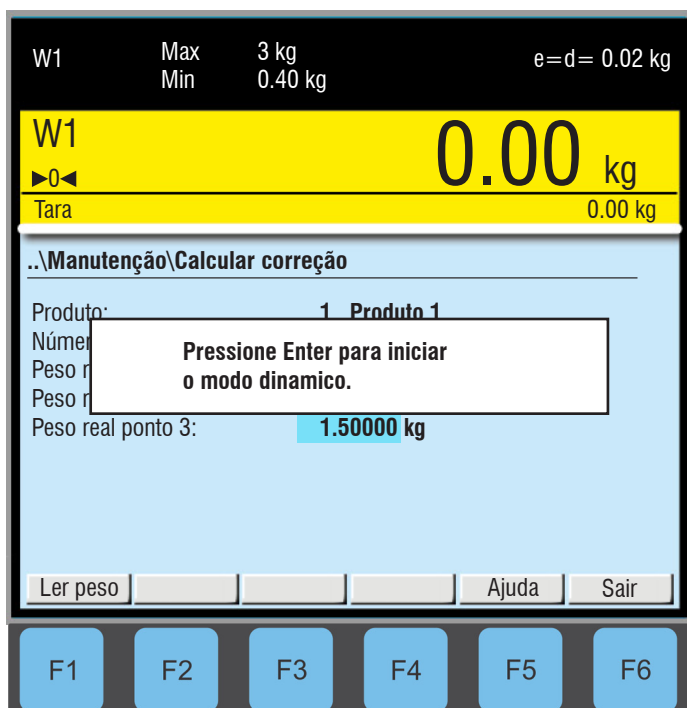 W1 Max 3 kg e=d= 0.02 kg
Min 0.40 kg
W1 0.00 kg
►0◄
Tara 0.00 kg
..\Manutenção\Calcular correção
Produto: 1 Produto 1
Peso r
Peso r
Pressione Enter para iniciar
o modo dinamico.
Peso real ponto 3: 1.50000 kg
Ler peso Ajuda Sair
F1 F2 F3 F4 F5 F6